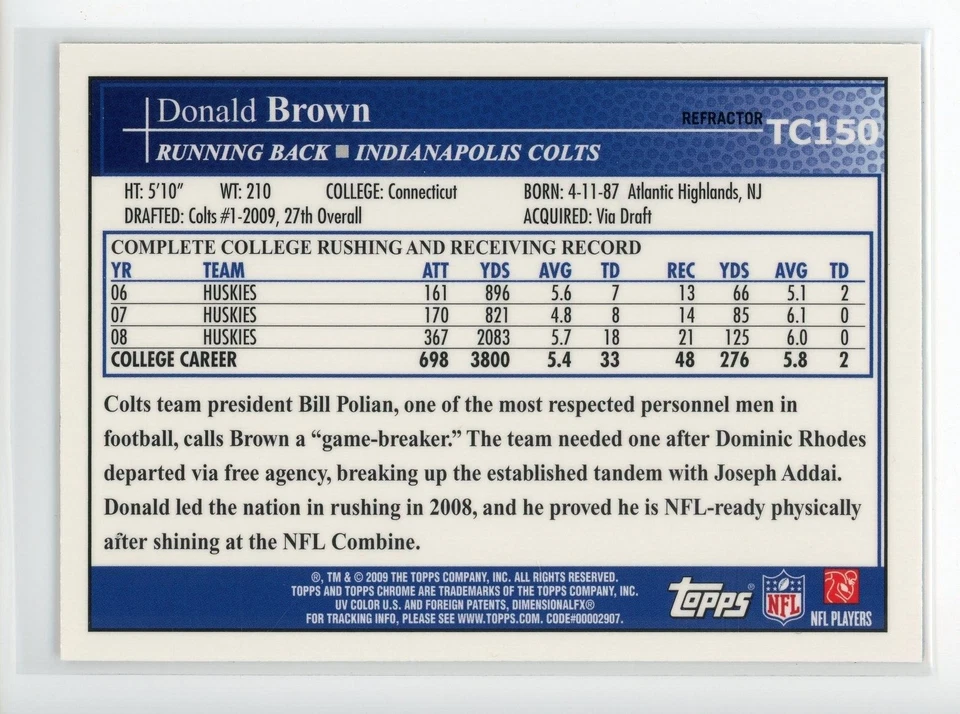 Donald Brown
REFRACTOR
TC150
RUNNING BACK ■ INDIANAPOLIS COLTS
HT: 5'10" WT: 210 COLLEGE: Connecticut BORN: 4-11-87 Atlantic Highlands, NJ
DRAFTED: Colts #1-2009, 27th Overall ACQUIRED: Via Draft
COMPLETE COLLEGE RUSHING AND RECEIVING RECORD
YR TEAM ATT YDS AVG TD REC YDS AVG TD
06 HUSKIES 161 896 5.6 7 13 66 5.1 2
07 HUSKIES 170 821 4.8 8 14 85 6.1 0
08 HUSKIES 367 2083 5.7 18 21 125 6.0 0
COLLEGE CAREER 698 3800 5.4 33 48 276 5.8 2
Colts team president Bill Polian, one of the most respected personnel men in
football, calls Brown a “game-breaker.” The team needed one after Dominic Rhodes
departed via free agency, breaking up the established tandem with Joseph Addai.
Donald led the nation in rushing in 2008, and he proved he is NFL-ready physically
after shining at the NFL Combine.
®, TM & © 2009 THE TOPPS COMPANY, INC. ALL RIGHTS RESERVED.
TOPPS AND TOPPS CHROME ARE TRADEMARKS OF THE TOPPS COMPANY, INC.
UV COLOR U.S. AND FOREIGN PATENTS, DIMENSIONALFX®
FOR TRACKING INFO, PLEASE SEE WWW.TOPPS.COM. CODE#00002907.
Topps®
NFL
NFL PLAYERS